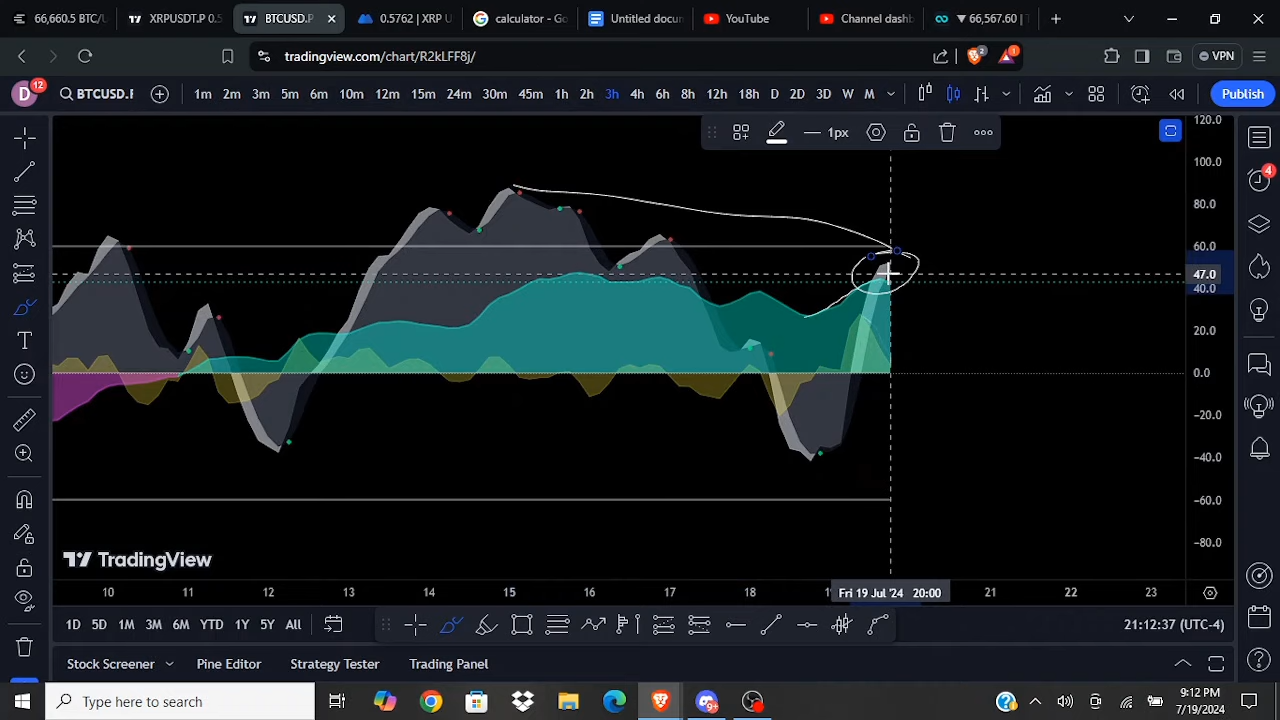 66,660.5 BTC/U
XRPUSDT.P 0.5
BTCUSD.P
0.5762 | XRP U
calculator - Go
Untitled docum
YouTube
Channel dashb
▼ 66,567.60 | T
tradingview.com/chart/R2kLFF8j/
2
1
VPN
D
12
BTCUSD.P
1m 2m 3m 5m 6m 10m 12m 15m 24m 30m 45m 1h 2h 3h 4h 6h 8h 12h 18h D 2D 3D W M
Publish
1px
120.0
100.0
80.0
60.0
47.0
40.0
20.0
0.0
−20.0
−40.0
−60.0
−80.0
4
TradingView
10 11 12 13 14 15 16 17 18 19 21 22 23
Fri 19 Jul '24 20:00
1D 5D 1M 3M 6M YTD 1Y 5Y All
21:12:37 (UTC-4)
Stock Screener
Pine Editor
Strategy Tester
Trading Panel
Type here to search
9+
9:12 PM
7/19/2024